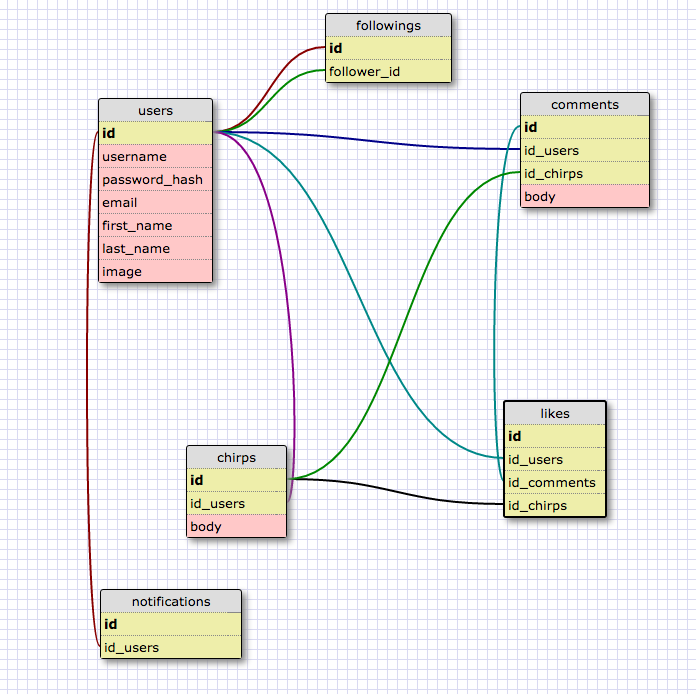 followings
id
follower_id
users
id
username
password_hash
email
first_name
last_name
image
comments
id
id_users
id_chirps
body
likes
id
id_users
id_comments
id_chirps
chirps
id
id_users
body
notifications
id
id_users